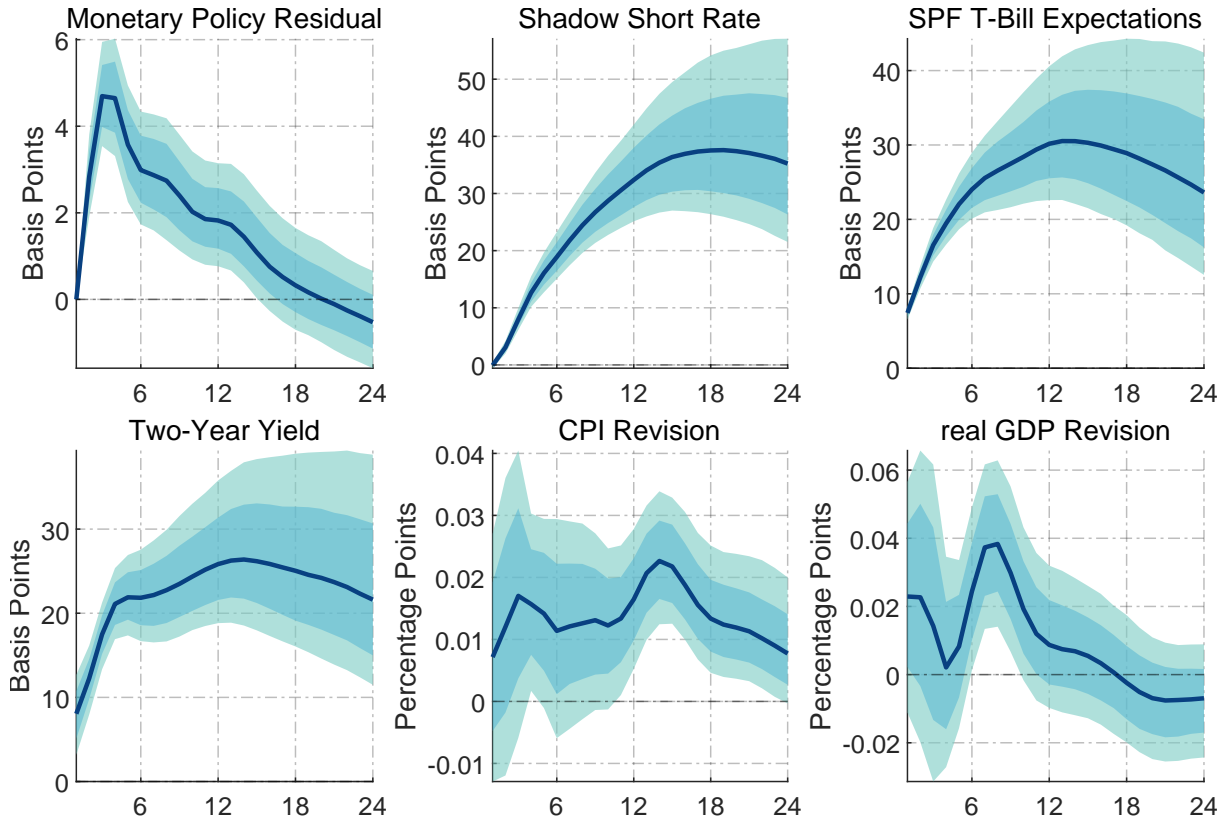 Monetary Policy Residual
Basis Points
6
4
2
0
6 12 18 24
Shadow Short Rate
Basis Points
50
40
30
20
10
0
6 12 18 24
SPF T-Bill Expectations
Basis Points
40
30
20
10
0
6 12 18 24
Two-Year Yield
Basis Points
30
20
10
0
6 12 18 24
CPI Revision
Percentage Points
0.04
0.03
0.02
0.01
0
-0.01
6 12 18 24
real GDP Revision
Percentage Points
0.06
0.04
0.02
0
-0.02
6 12 18 24